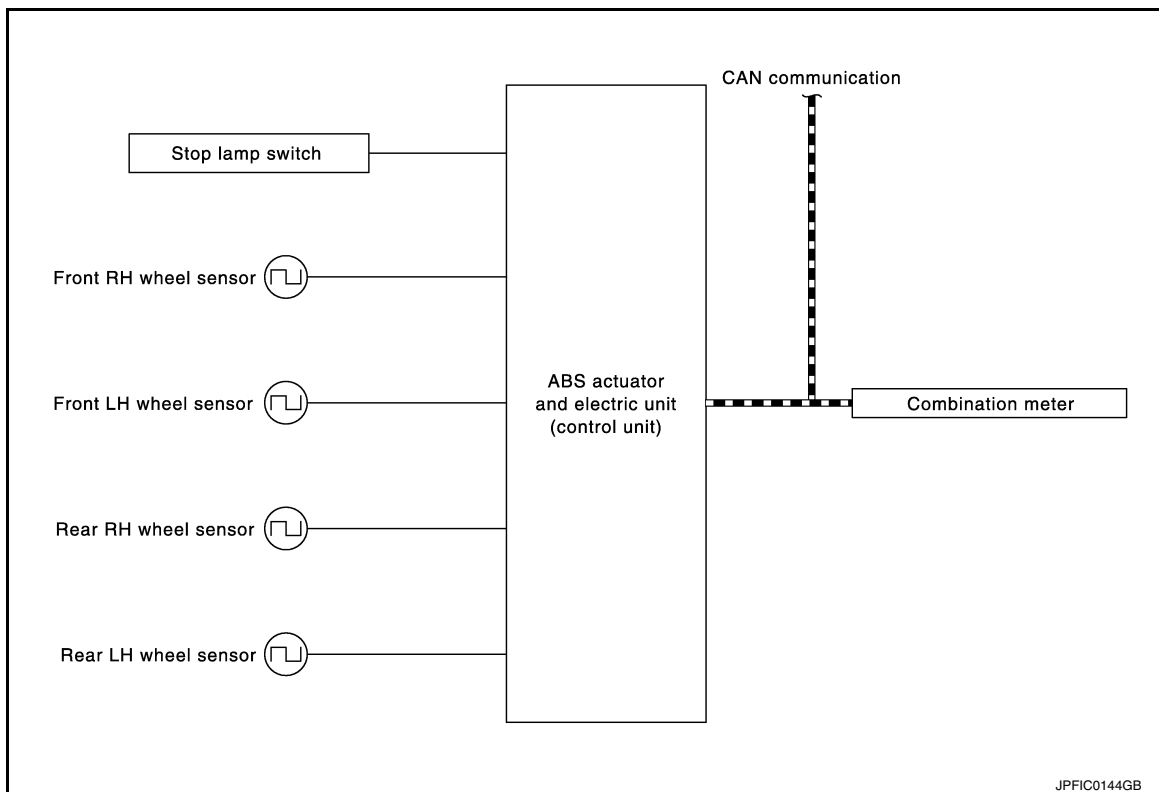 CAN communication
Stop lamp switch
Front RH wheel sensor
Front LH wheel sensor
ABS actuator
and electric unit
(control unit)
Combination meter
Rear RH wheel sensor
Rear LH wheel sensor
JPFIC0144GB